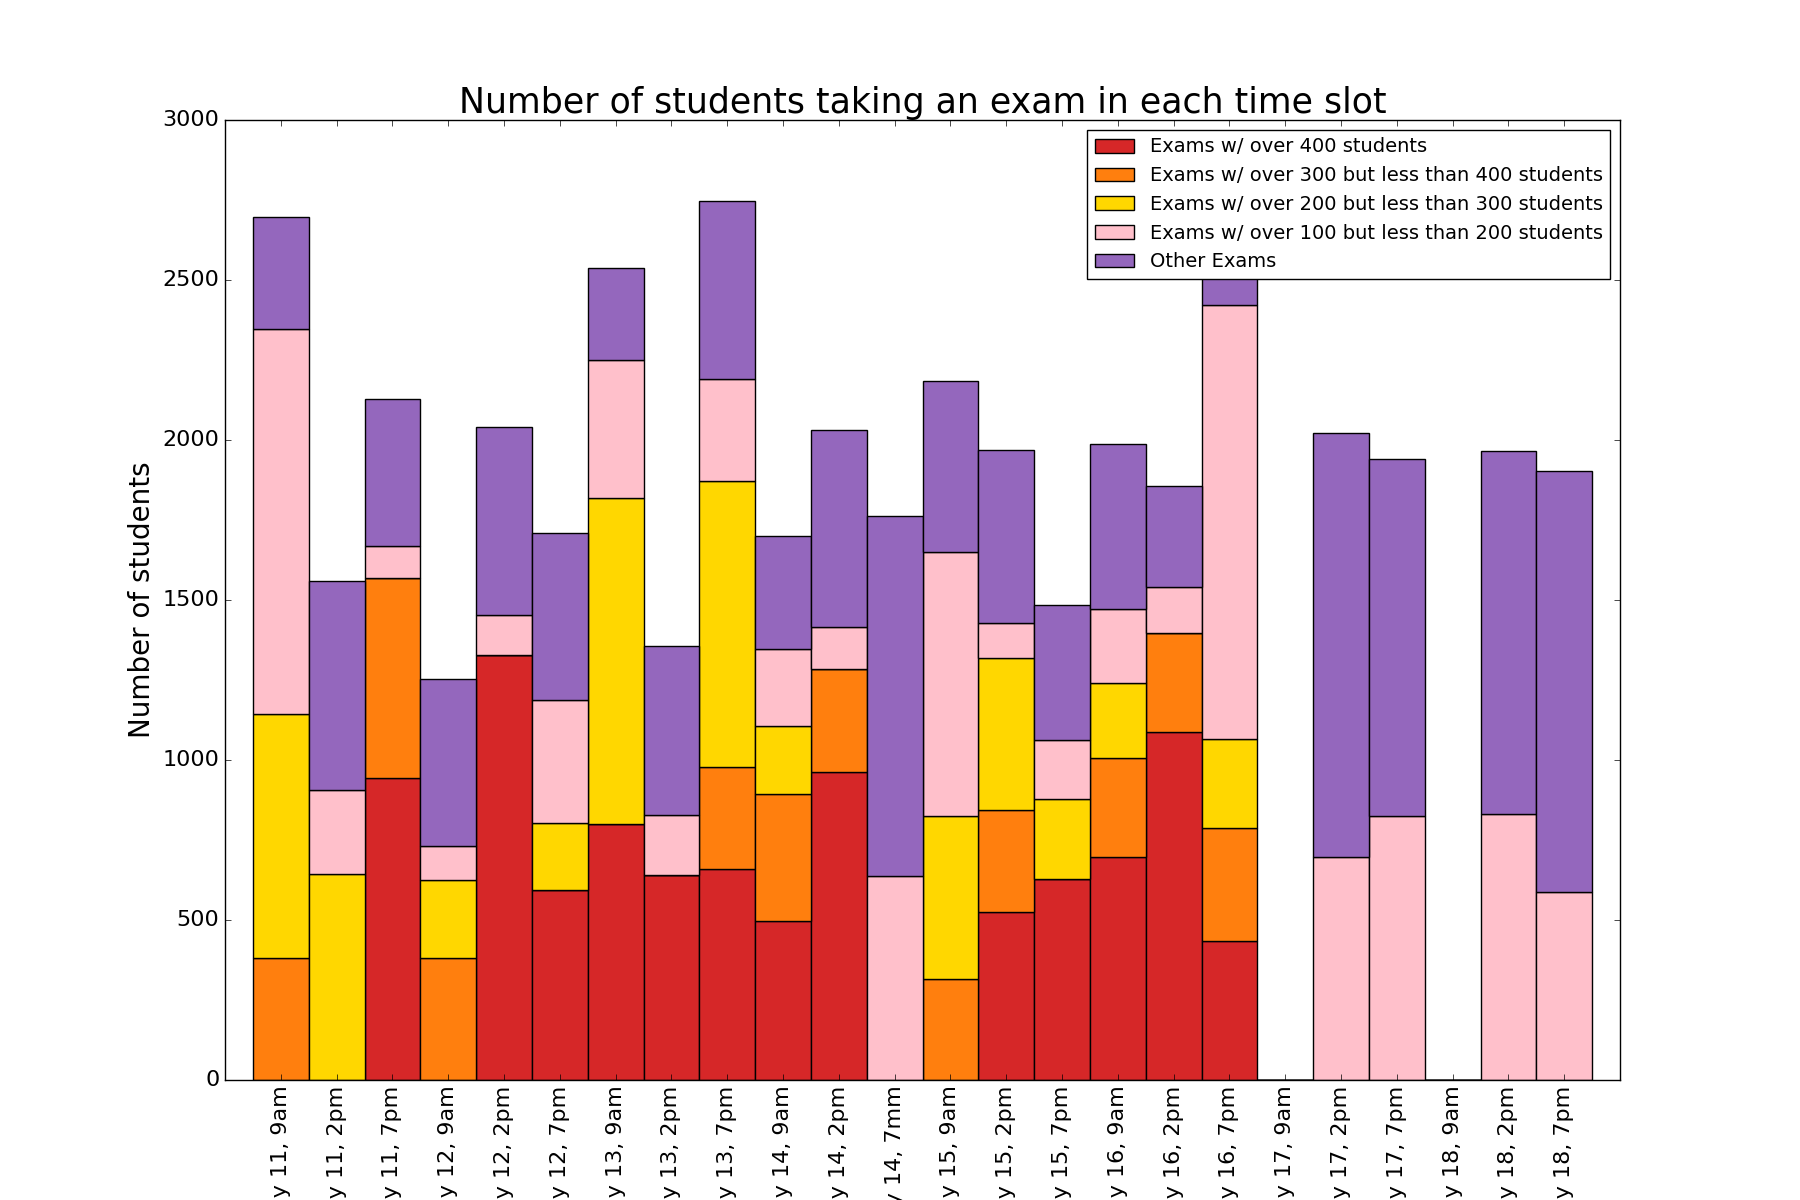 Number of students taking an exam in each time slot
Exams w/ over 400 students
Exams w/ over 300 but less than 400 students
Exams w/ over 200 but less than 300 students
Exams w/ over 100 but less than 200 students
Other Exams
Number of students
3000
2500
2000
1500
1000
500
0
y 11, 9am
y 11, 2pm
y 11, 7pm
y 12, 9am
y 12, 2pm
y 12, 7pm
y 13, 9am
y 13, 2pm
y 13, 7pm
y 14, 9am
y 14, 2pm
y 14, 7mm
y 15, 9am
y 15, 2pm
y 15, 7pm
y 16, 9am
y 16, 2pm
y 16, 7pm
y 17, 9am
y 17, 2pm
y 17, 7pm
y 18, 9am
y 18, 2pm
y 18, 7pm